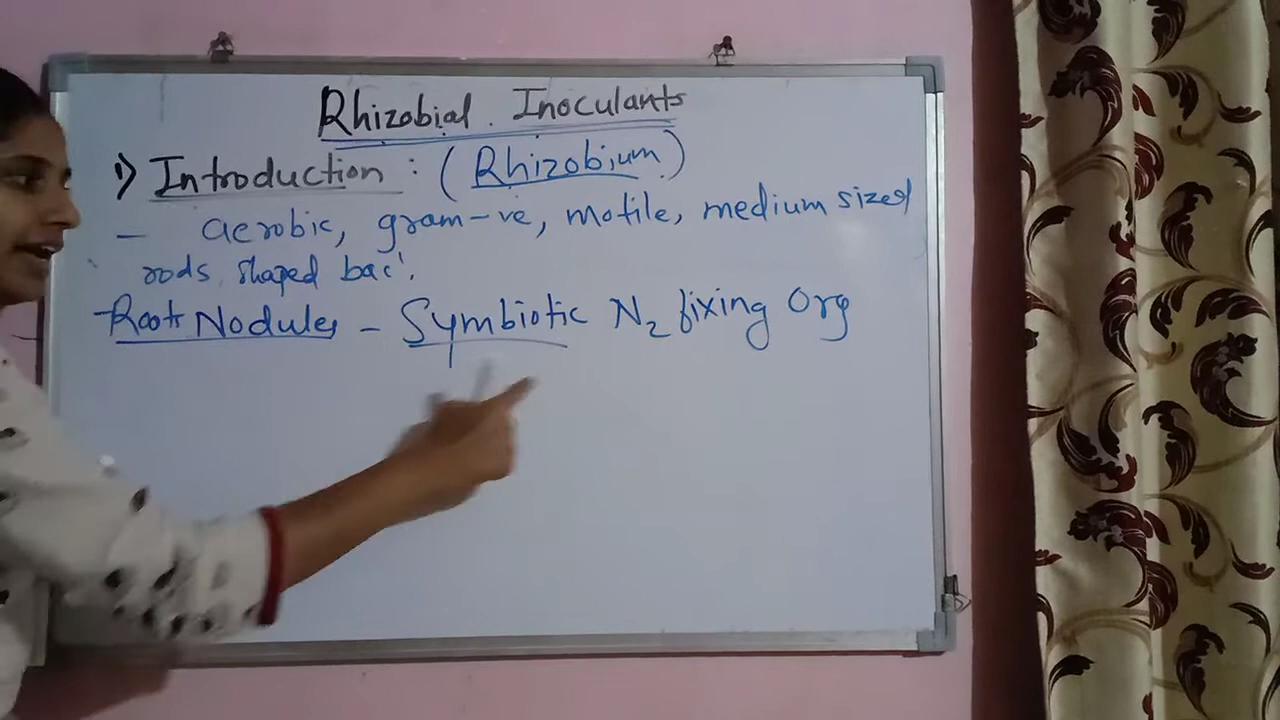 Rhizobial Inoculants
1) Introduction : (Rhizobium)
- aerobic, gram-ve, motile, medium sized
rods, shaped bac'.
Root Nodules - Symbiotic N₂ fixing Org